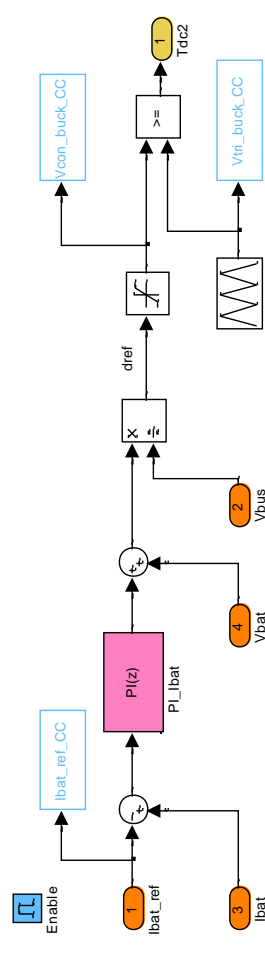 Enable
Ibat_ref_CC
1
Ibat_ref
3
Ibat
PI(z)
PI_Ibat
4
Vbat
2
Vbus
×
÷
dref
Vcon_buck_CC
Vtri_buck_CC
>=
1
Tdc2